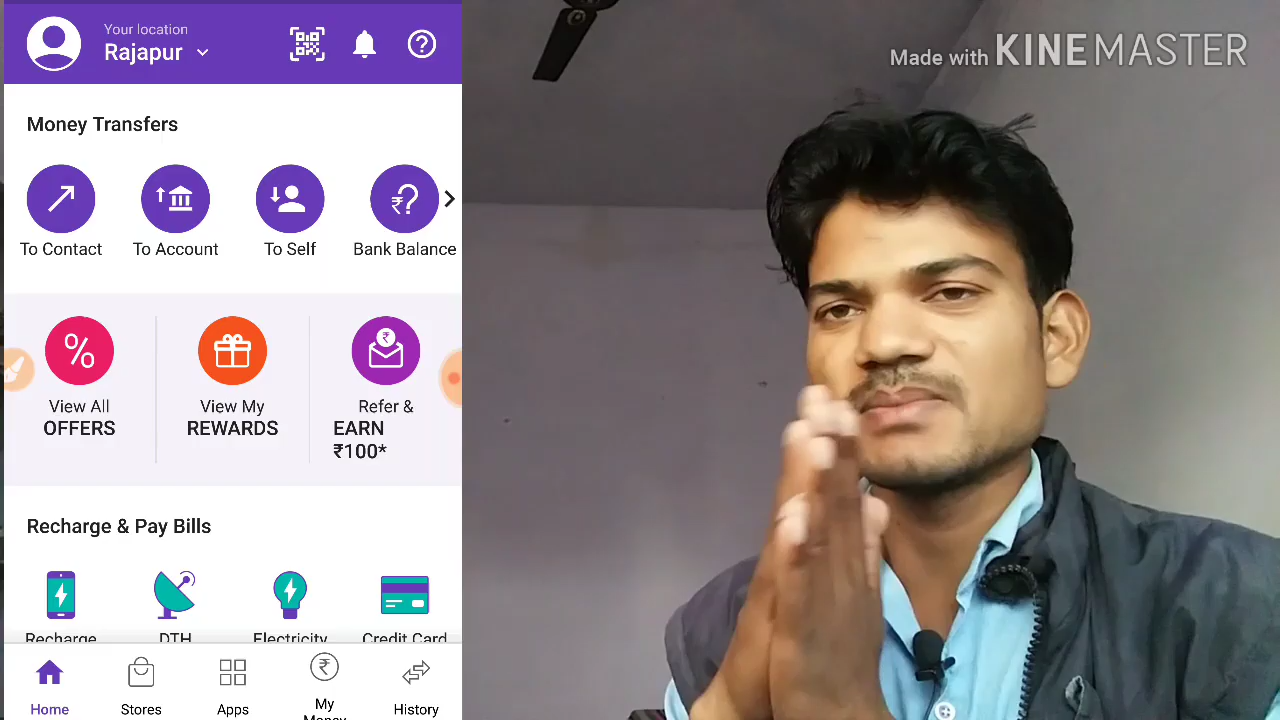 Your location
Rajapur
Made with KINEMASTER
Money Transfers
To Contact
To Account
To Self
Bank Balance
View All
OFFERS
View My
REWARDS
Refer &
EARN
₹100*
Recharge & Pay Bills
Recharge
DTH
Electricity
Credit Card
Home
Stores
Apps
My
Money
History